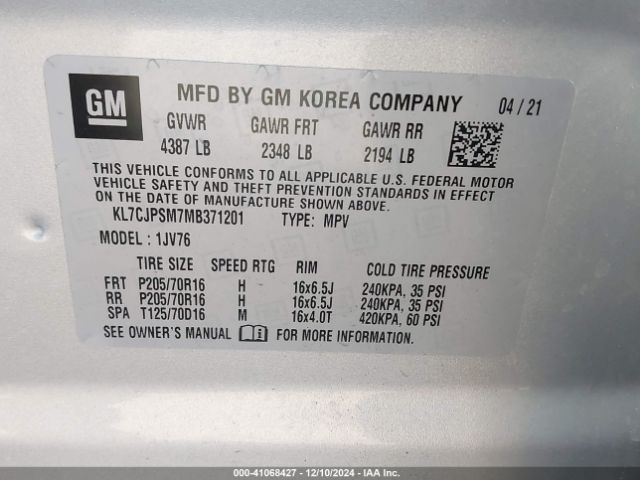 GM
MFD BY GM KOREA COMPANY 04 / 21
GVWR GAWR FRT GAWR RR
4387 LB 2348 LB 2194 LB
THIS VEHICLE CONFORMS TO ALL APPLICABLE U.S. FEDERAL MOTOR
VEHICLE SAFETY AND THEFT PREVENTION STANDARDS IN EFFECT
ON THE DATE OF MANUFACTURE SHOWN ABOVE.
KL7CJPSM7MB371201 TYPE: MPV
MODEL : 1JV76
TIRE SIZE SPEED RTG RIM COLD TIRE PRESSURE
FRT P205/70R16 H 16x6.5J 240KPA, 35 PSI
RR P205/70R16 H 16x6.5J 240KPA, 35 PSI
SPA T125/70D16 M 16x4.0T 420KPA, 60 PSI
SEE OWNER'S MANUAL FOR MORE INFORMATION.
000-41068427 - 12/10/2024 - IAA Inc.